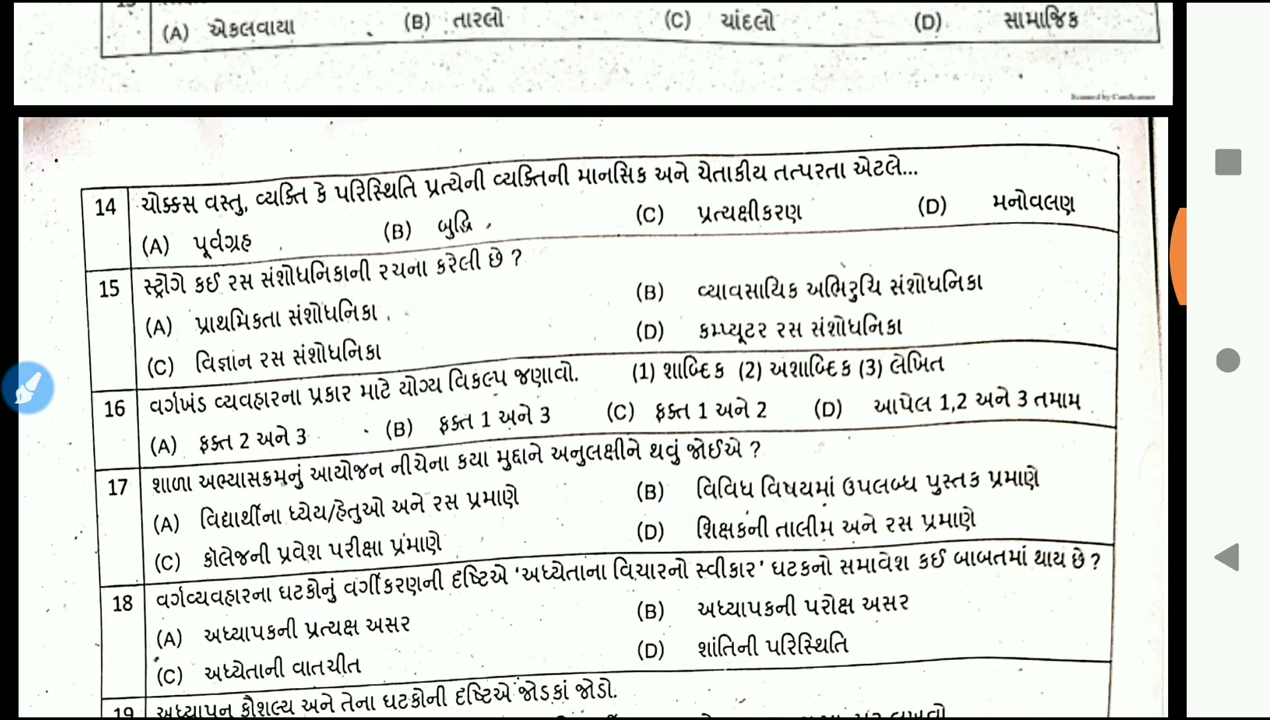 (A) એકલવાયા (B) તારલો (C) ચાંદલો (D) સામાજિક
Scanned by CamScanner
14 ચોક્કસ વસ્તુ, વ્યક્તિ કે પરિસ્થિતિ પ્રત્યેની વ્યક્તિની માનસિક અને ચેતાકીય તત્પરતા એટલે...
(A) પૂર્વગ્રહ (B) બુદ્ધિ (C) પ્રત્યક્ષીકરણ (D) મનોવલણ
15 સ્ટ્રોંગે કઈ રસ સંશોધનિકાની રચના કરેલી છે ?
(A) પ્રાથમિકતા સંશોધનિકા (B) વ્યાવસાયિક અભિરુચિ સંશોધનિકા
(C) વિજ્ઞાન રસ સંશોધનિકા (D) કમ્પ્યૂટર રસ સંશોધનિકા
16 વર્ગખંડ વ્યવહારના પ્રકાર માટે યોગ્ય વિકલ્પ જણાવો. (1) શાબ્દિક (2) અશાબ્દિક (3) લેખિત
(A) ફક્ત 2 અને 3 (B) ફક્ત 1 અને 3 (C) ફક્ત 1 અને 2 (D) આપેલ 1,2 અને 3 તમામ
17 શાળા અભ્યાસક્રમનું આયોજન નીચેના કયા મુદ્દાને અનુલક્ષીને થવું જોઈએ ?
(A) વિદ્યાર્થીના ધ્યેય/હેતુઓ અને રસ પ્રમાણે (B) વિવિધ વિષયમાં ઉપલબ્ધ પુસ્તક પ્રમાણે
(C) કૉલેજની પ્રવેશ પરીક્ષા પ્રમાણે (D) શિક્ષકની તાલીમ અને રસ પ્રમાણે
18 વર્ગવ્યવહારના ઘટકોનું વર્ગીકરણની દૃષ્ટિએ ‘અધ્યેતાના વિચારનો સ્વીકાર’ ઘટકનો સમાવેશ કઈ બાબતમાં થાય છે ?
(A) અધ્યાપકની પ્રત્યક્ષ અસર (B) અધ્યાપકની પરોક્ષ અસર
(C) અધ્યેતાની વાતચીત (D) શાંતિની પરિસ્થિતિ
19 અધ્યાપન કૌશલ્ય અને તેના ઘટકોની દૃષ્ટિએ જોડકાં જોડો.